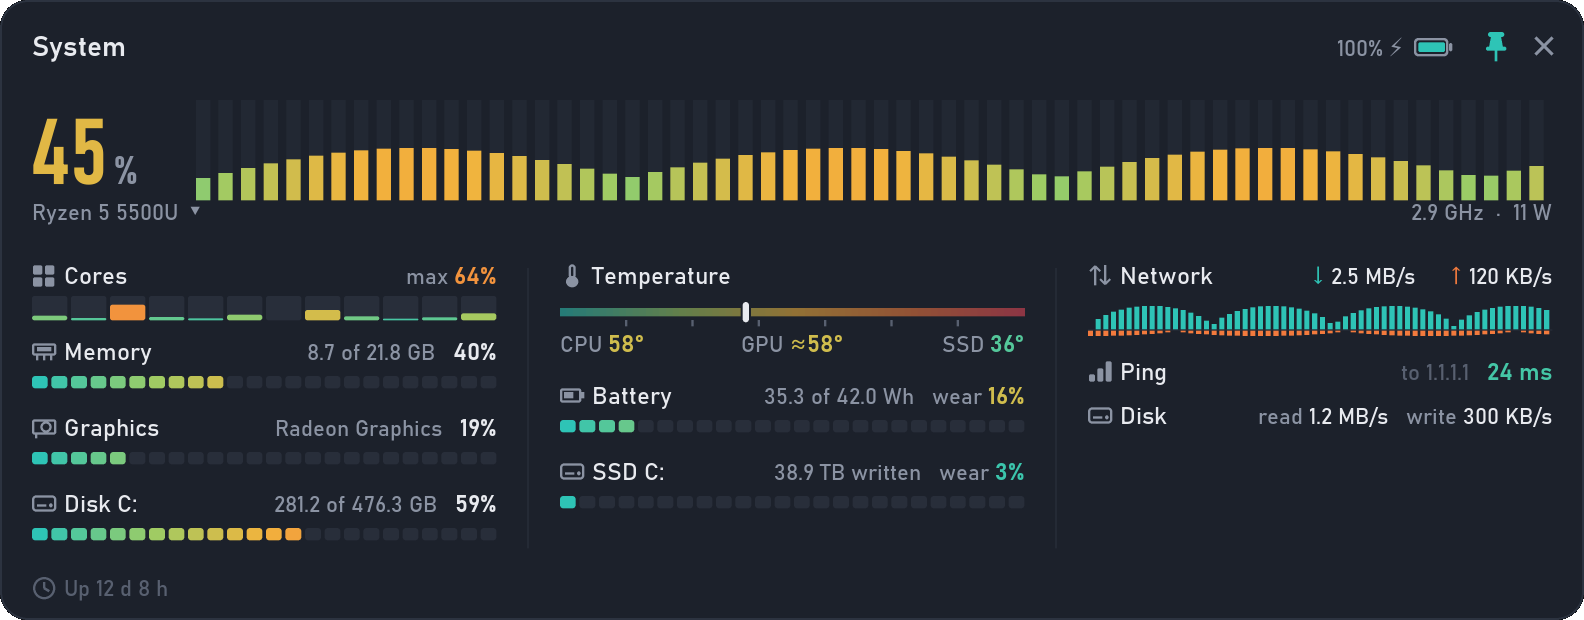 System
100%
45 %
Ryzen 5 5500U
2.9 GHz · 11 W
Cores max 64%
Memory 8.7 of 21.8 GB 40%
Graphics Radeon Graphics 19%
Disk C: 281.2 of 476.3 GB 59%
Temperature
CPU 58° GPU ≈58° SSD 36°
Battery 35.3 of 42.0 Wh wear 16%
SSD C: 38.9 TB written wear 3%
Network ↓ 2.5 MB/s ↑ 120 KB/s
Ping to 1.1.1.1 24 ms
Disk read 1.2 MB/s write 300 KB/s
Up 12 d 8 h